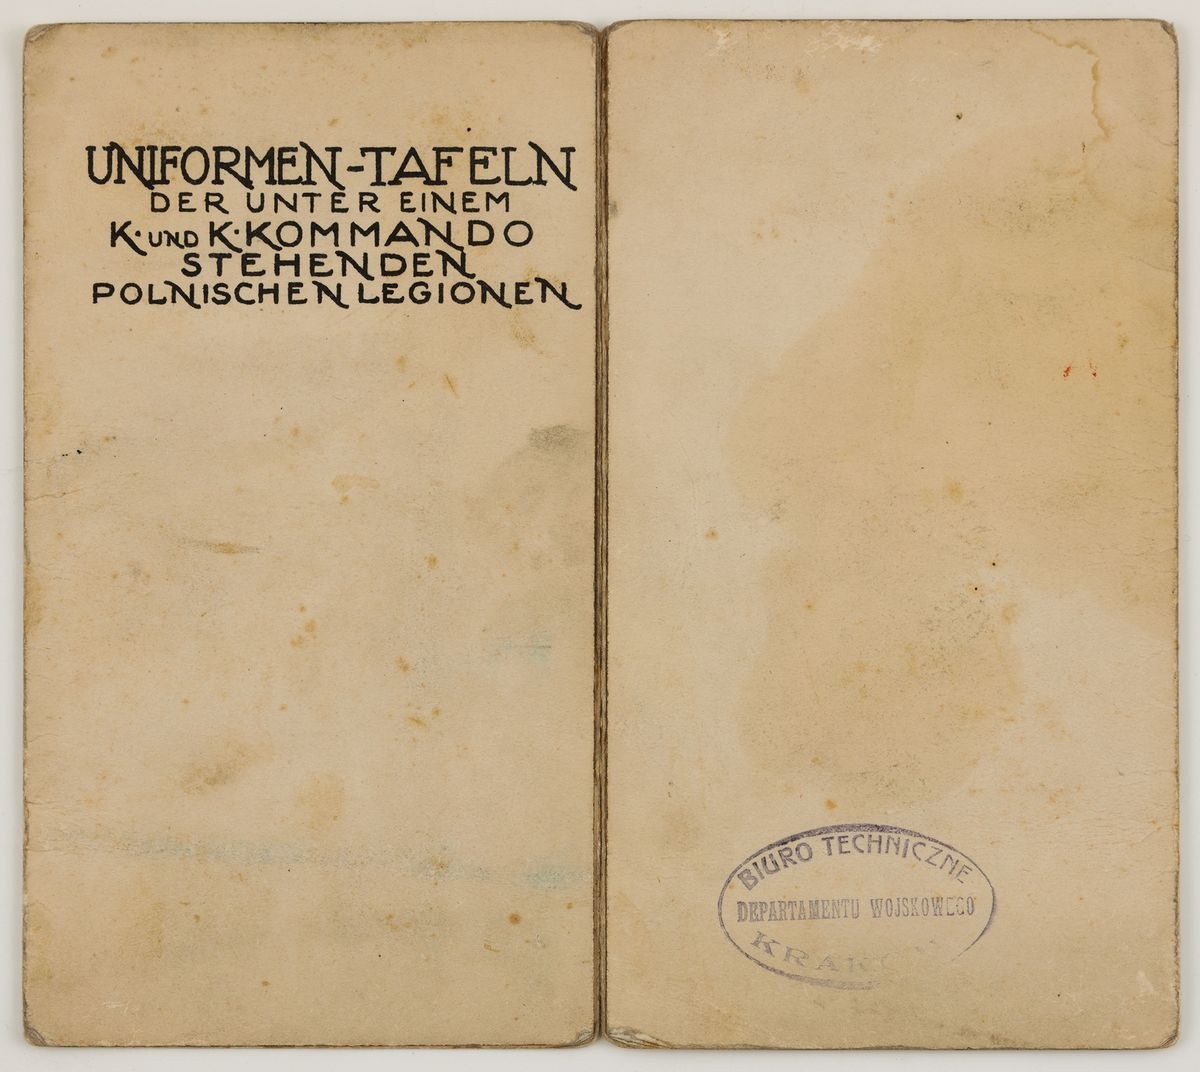 UNIFORMEN-TAFELN
DER UNTER EINEM
K. UND K. KOMMANDO
STEHENDEN
POLNISCHEN LEGIONEN
BIURO TECHNICZNE
DEPARTAMENTU WOJSKOWEGO